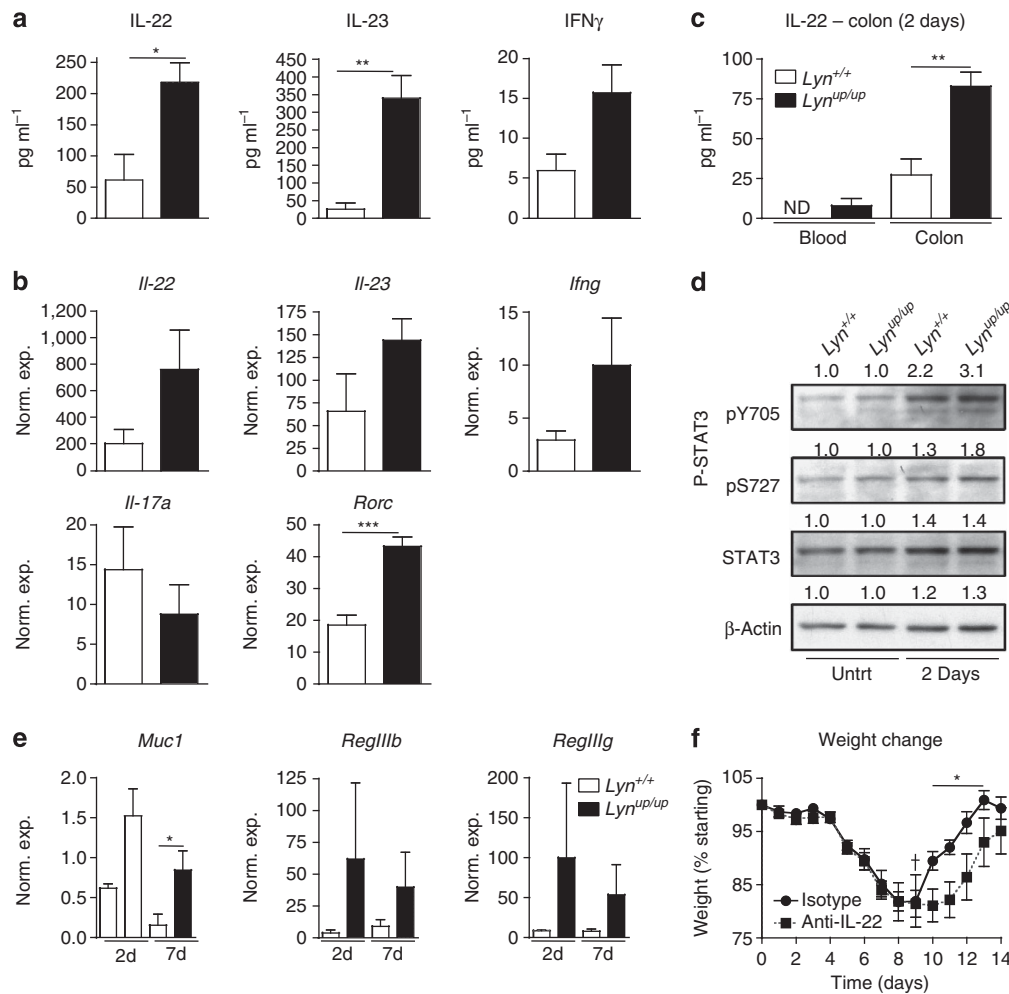 a
IL-22
pg ml⁻¹
250
200
150
100
50
0
*
IL-23
pg ml⁻¹
450
400
350
300
250
200
150
100
50
0
**
IFNγ
pg ml⁻¹
20
15
10
5
0
c
IL-22 – colon (2 days)
pg ml⁻¹
100
75
50
25
0
Lyn+/+
Lynup/up
**
ND
Blood
Colon
b
Il-22
Norm. exp.
1,200
1,000
800
600
400
200
0
Il-23
Norm. exp.
175
150
125
100
75
50
25
0
Ifng
Norm. exp.
15
10
5
0
Il-17a
Norm. exp.
20
15
10
5
0
Rorc
Norm. exp.
50
40
30
20
10
0
***
d
Lyn+/+ Lynup/up Lyn+/+ Lynup/up
P-STAT3
1.0 1.0 2.2 3.1
pY705
1.0 1.0 1.3 1.8
pS727
1.0 1.0 1.4 1.4
STAT3
1.0 1.0 1.2 1.3
β-Actin
Untrt
2 Days
e
Muc1
Norm. exp.
2.0
1.5
1.0
0.5
0.0
*
2d 7d
RegIIIb
Norm. exp.
125
100
75
50
25
0
2d 7d
RegIIIg
Norm. exp.
200
150
100
50
0
Lyn+/+
Lynup/up
2d 7d
f
Weight change
Weight (% starting)
105
95
85
75
*
†
Isotype
Anti-IL-22
0 2 4 6 8 10 12 14
Time (days)